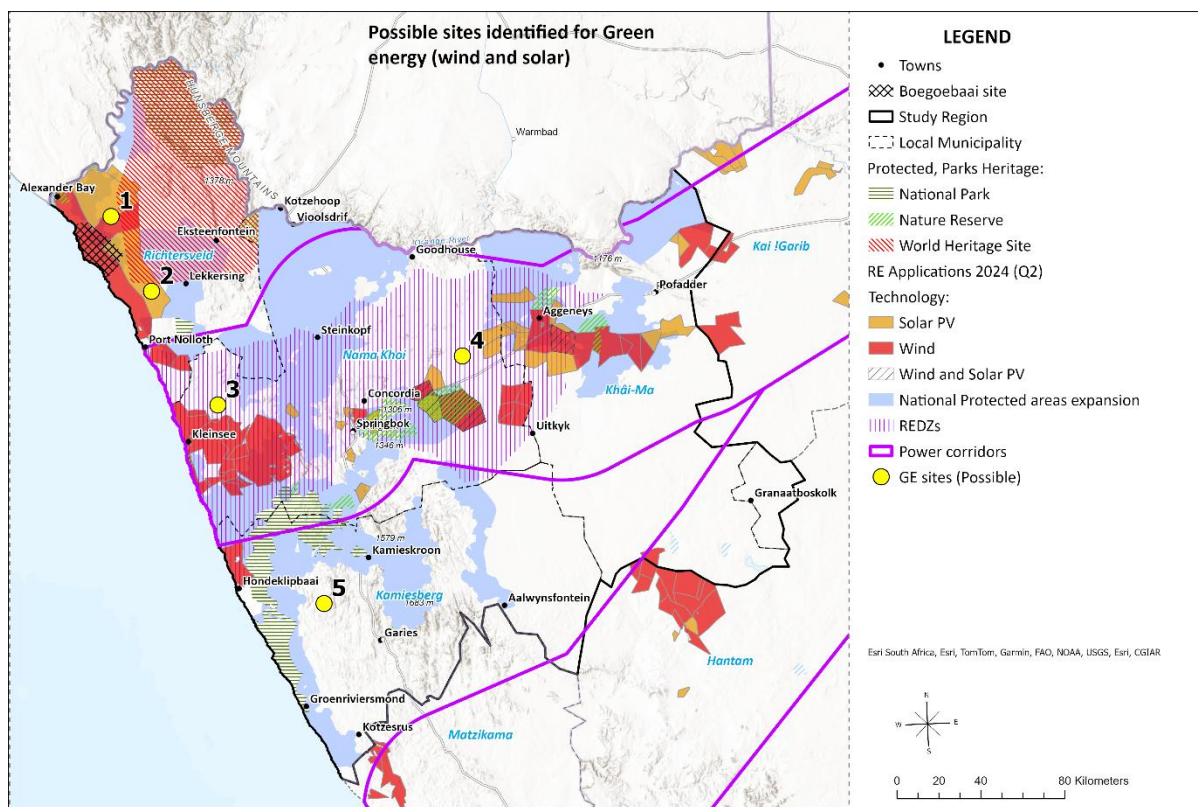 Possible sites identified for Green
energy (wind and solar)
HUNSBERGE MOUNTAINS
Warmbad
1378 m
Alexander Bay
1
Kotzehoop
Vioolsdrif
Eksteenfontein
Richtersveld
Goodhouse
Kai !Garib
1176 m
2
Lekkersing
Pofadder
Aggeneys
Port Nolloth
Steinkopf
Nama Khoi
4
Khâi-Ma
3
Concordia
1306 m
Springbok
1346 m
Kleinsee
Uitkyk
Granaatboskolk
1579 m
Kamieskroon
Hondeklipbaai
5
Kamiesberg
1683 m
Aalwynsfontein
Garies
Hantam
Groenriviersmond
Kotzesrus
Matzikama
LEGEND
Towns
Boegoebaai site
Study Region
Local Municipality
Protected, Parks Heritage:
National Park
Nature Reserve
World Heritage Site
RE Applications 2024 (Q2)
Technology:
Solar PV
Wind
Wind and Solar PV
National Protected areas expansion
REDZs
Power corridors
GE sites (Possible)
Esri South Africa, Esri, TomTom, Garmin, FAO, NOAA, USGS, Esri, CGIAR
N
W E
S
0 20 40 80 Kilometers